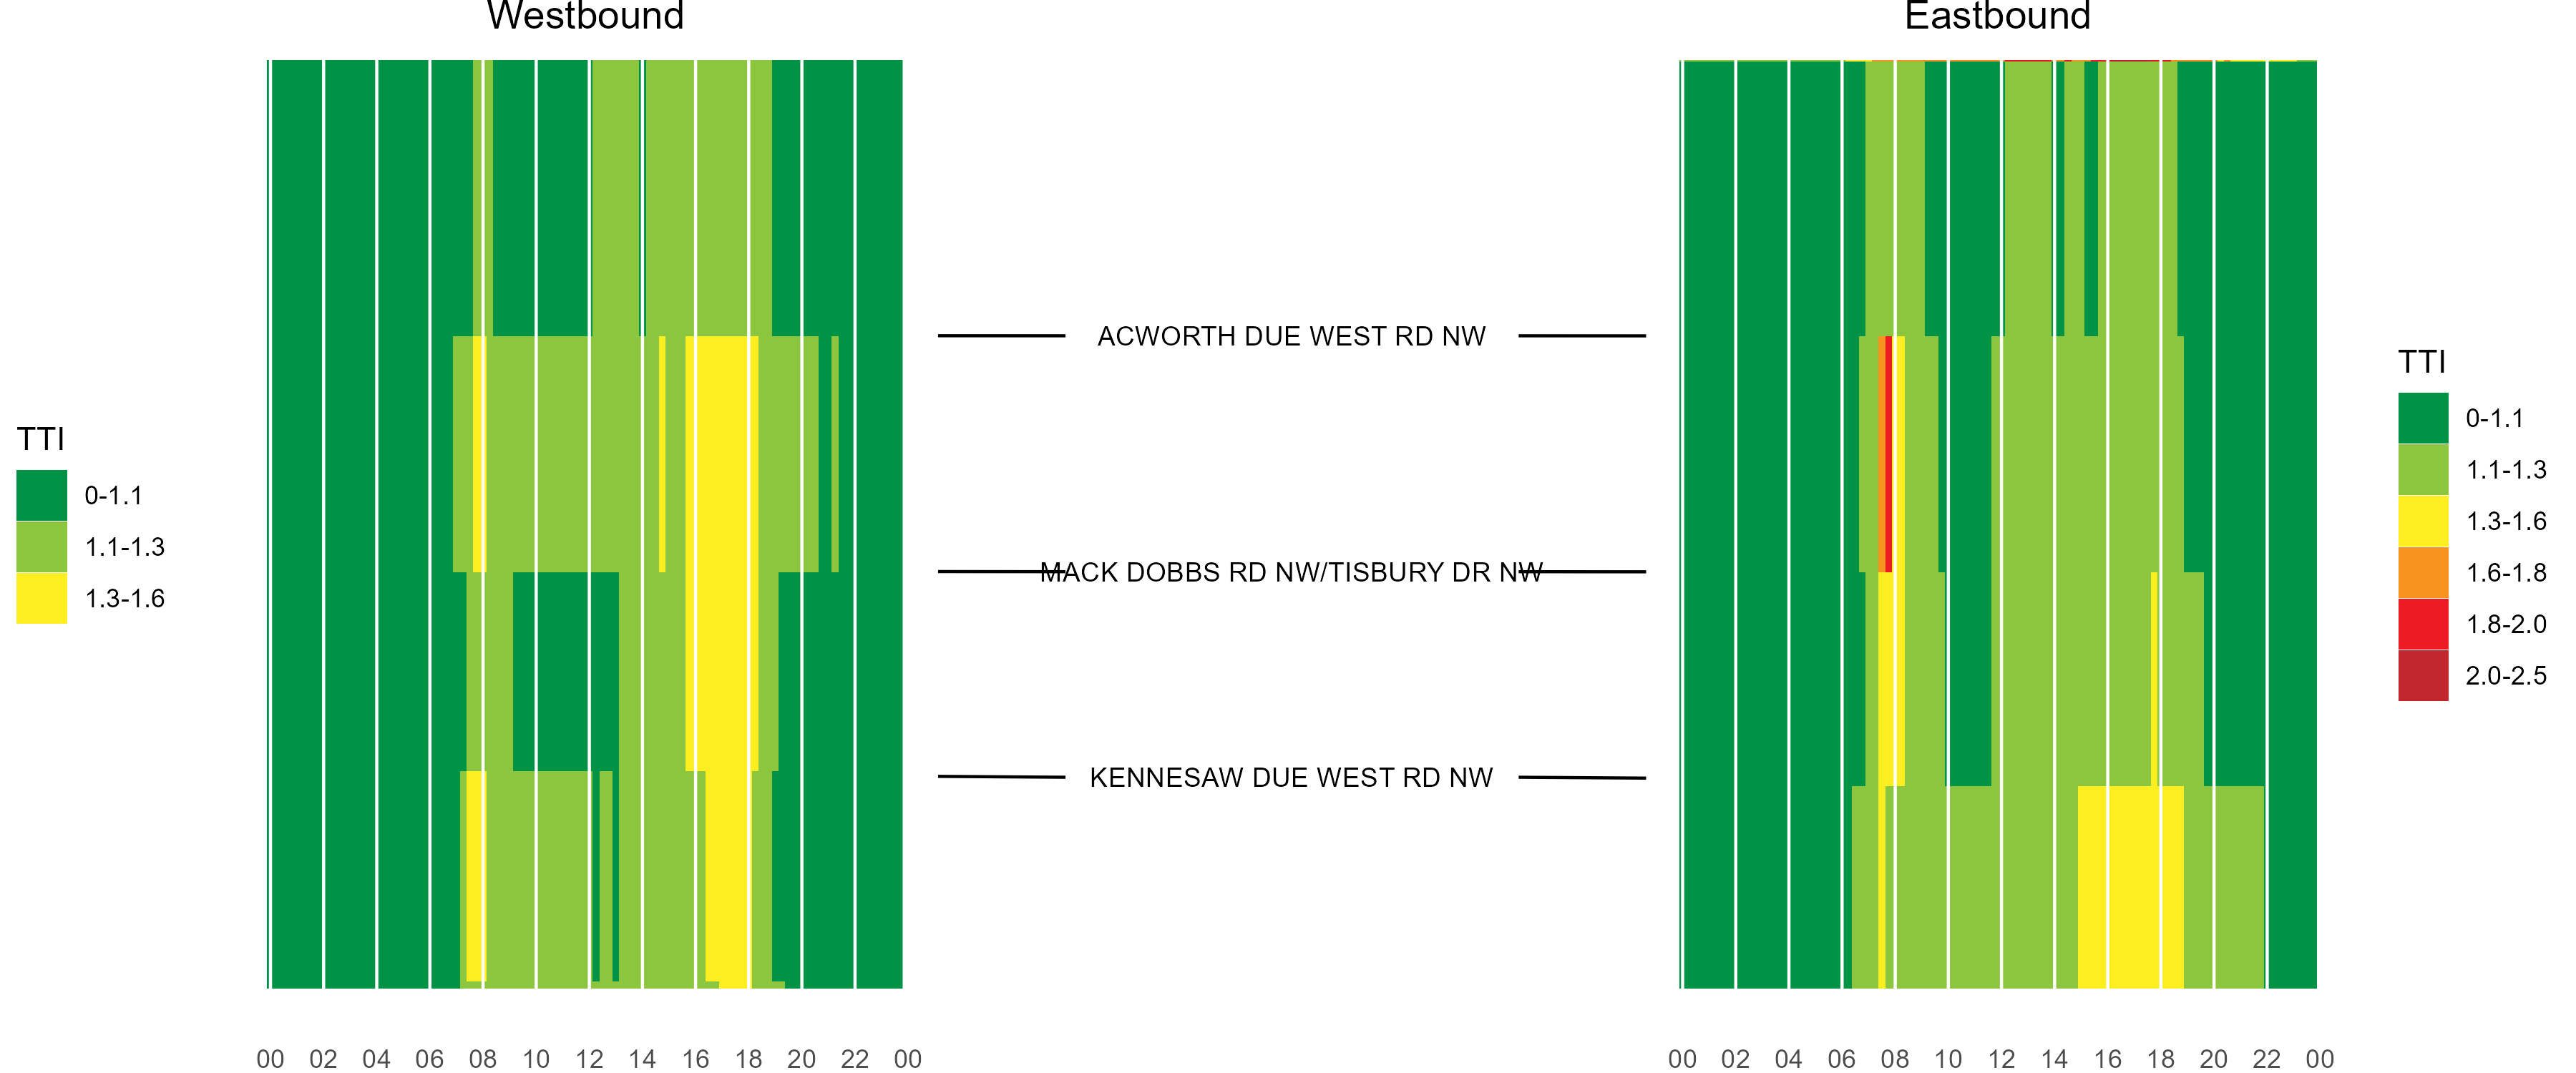 Westbound
Eastbound
ACWORTH DUE WEST RD NW
MACK DOBBS RD NW/TISBURY DR NW
KENNESAW DUE WEST RD NW
TTI
0-1.1
1.1-1.3
1.3-1.6
TTI
0-1.1
1.1-1.3
1.3-1.6
1.6-1.8
1.8-2.0
2.0-2.5
00 02 04 06 08 10 12 14 16 18 20 22 00
00 02 04 06 08 10 12 14 16 18 20 22 00